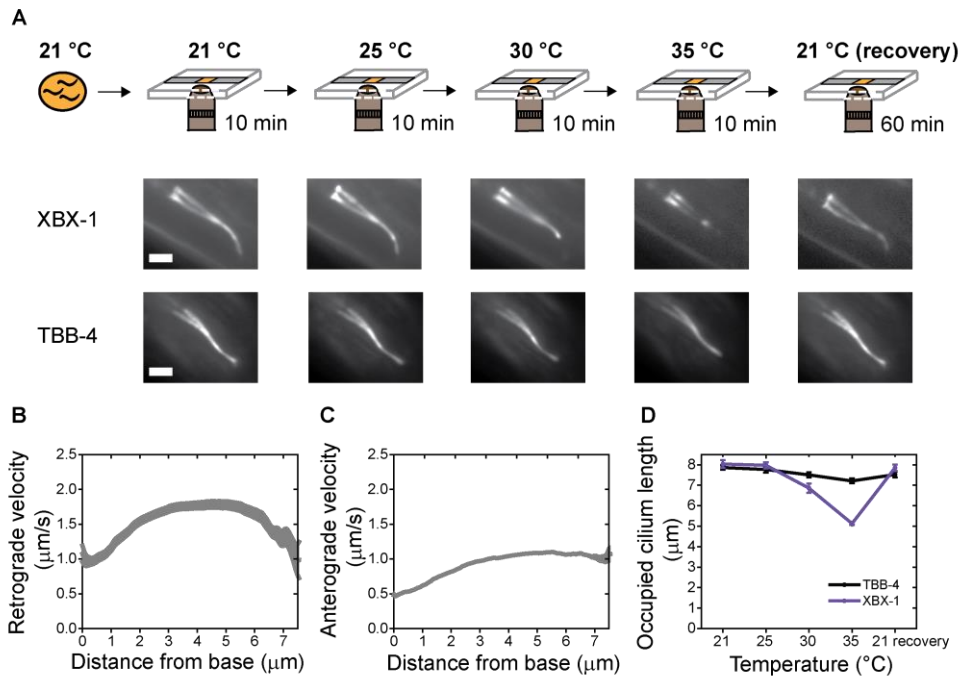 A
21 °C
21 °C
25 °C
30 °C
35 °C
21 °C (recovery)
10 min
10 min
10 min
10 min
60 min
XBX-1
TBB-4
B
Retrograde velocity
(μm/s)
2.5
2.0
1.5
1.0
0.5
0.0
0 1 2 3 4 5 6 7
Distance from base (μm)
C
Anterograde velocity
(μm/s)
2.5
2.0
1.5
1.0
0.5
0.0
0 1 2 3 4 5 6 7
Distance from base (μm)
D
Occupied cilium length
(μm)
8
7
6
5
4
3
2
1
0
TBB-4
XBX-1
21 25 30 35 21 recovery
Temperature (°C)